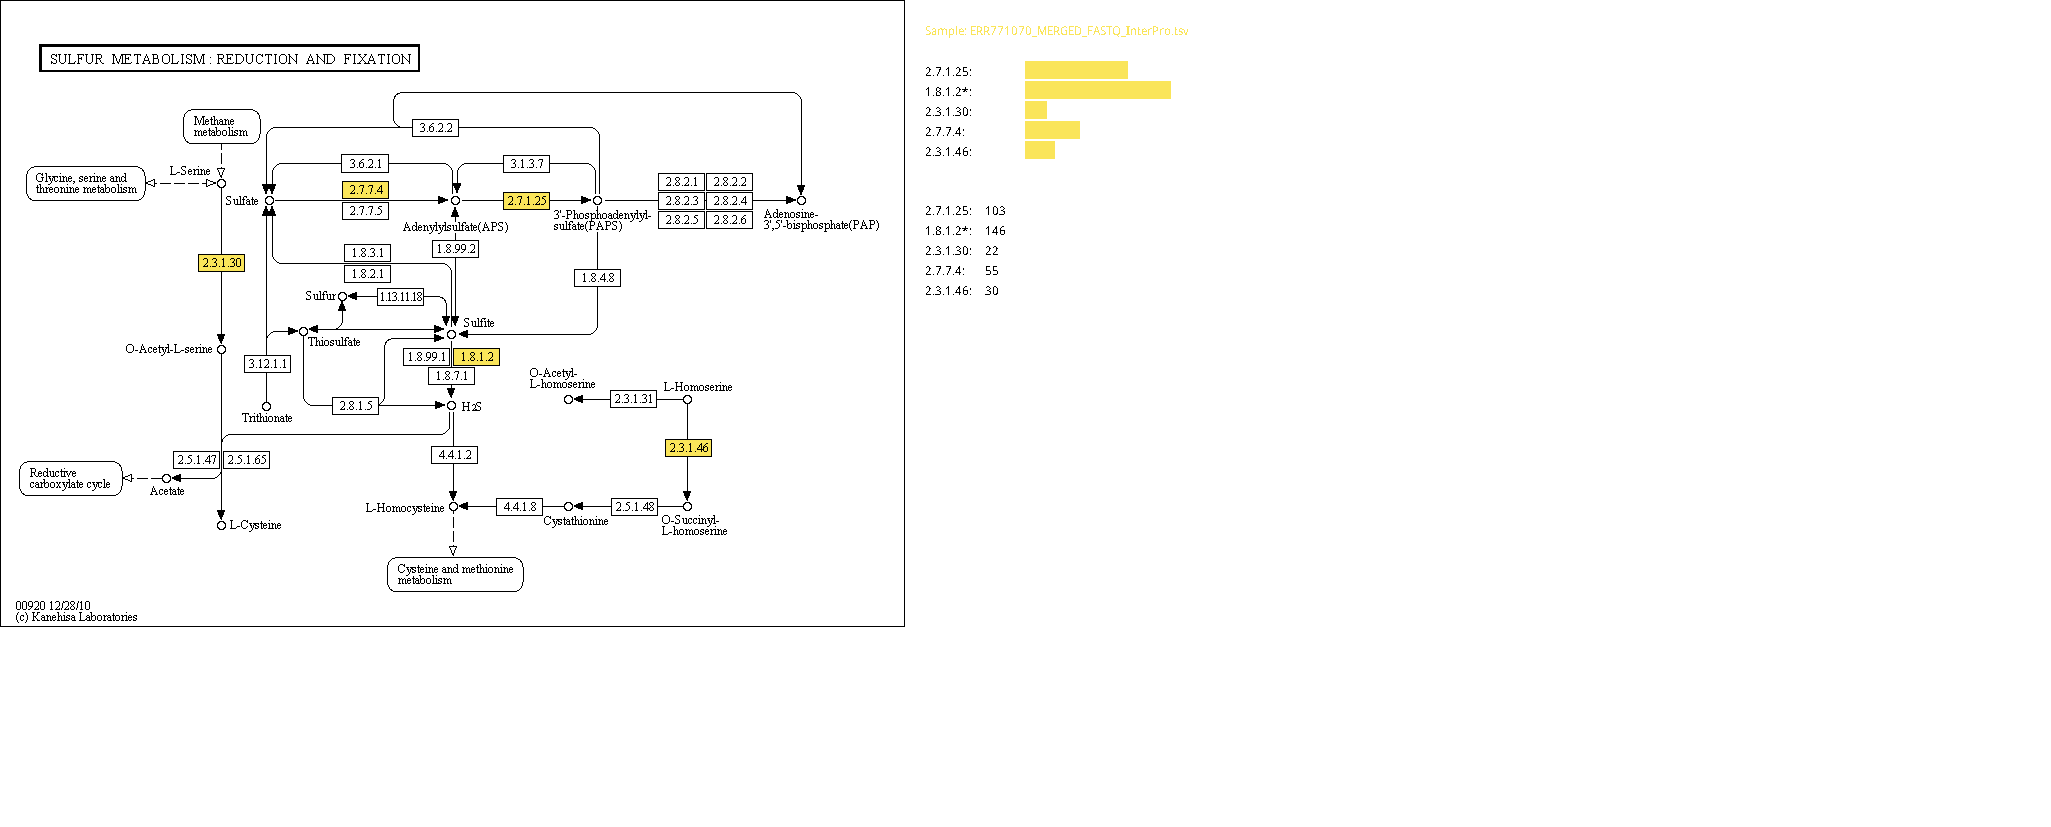 SULFUR METABOLISM : REDUCTION AND FIXATION
Methane
metabolism
3.6.2.2
Glycine, serine and
threonine metabolism
L-Serine
3.6.2.1
3.1.3.7
2.7.7.4
2.7.7.5
Sulfate
2.7.1.25
Adenylylsulfate(APS)
3'-Phosphoadenylyl-
sulfate(PAPS)
2.8.2.1
2.8.2.2
2.8.2.3
2.8.2.4
2.8.2.5
2.8.2.6
Adenosine-
3',5'-bisphosphate(PAP)
2.3.1.30
1.8.3.1
1.8.2.1
1.8.99.2
1.8.4.8
Sulfur
1.13.11.18
Sulfite
Thiosulfate
O-Acetyl-L-serine
3.12.1.1
1.8.99.1
1.8.1.2
1.8.7.1
O-Acetyl-
L-homoserine
2.3.1.31
L-Homoserine
Trithionate
2.8.1.5
H2S
2.3.1.46
2.5.1.47
2.5.1.65
4.4.1.2
Reductive
carboxylate cycle
Acetate
L-Cysteine
L-Homocysteine
4.4.1.8
Cystathionine
2.5.1.48
O-Succinyl-
L-homoserine
Cysteine and methionine
metabolism
00920 12/28/10
(c) Kanehisa Laboratories
Sample: ERR771070_MERGED_FASTQ_InterPro.tsv
2.7.1.25:
1.8.1.2*:
2.3.1.30:
2.7.7.4:
2.3.1.46:
2.7.1.25: 103
1.8.1.2*: 146
2.3.1.30: 22
2.7.7.4: 55
2.3.1.46: 30